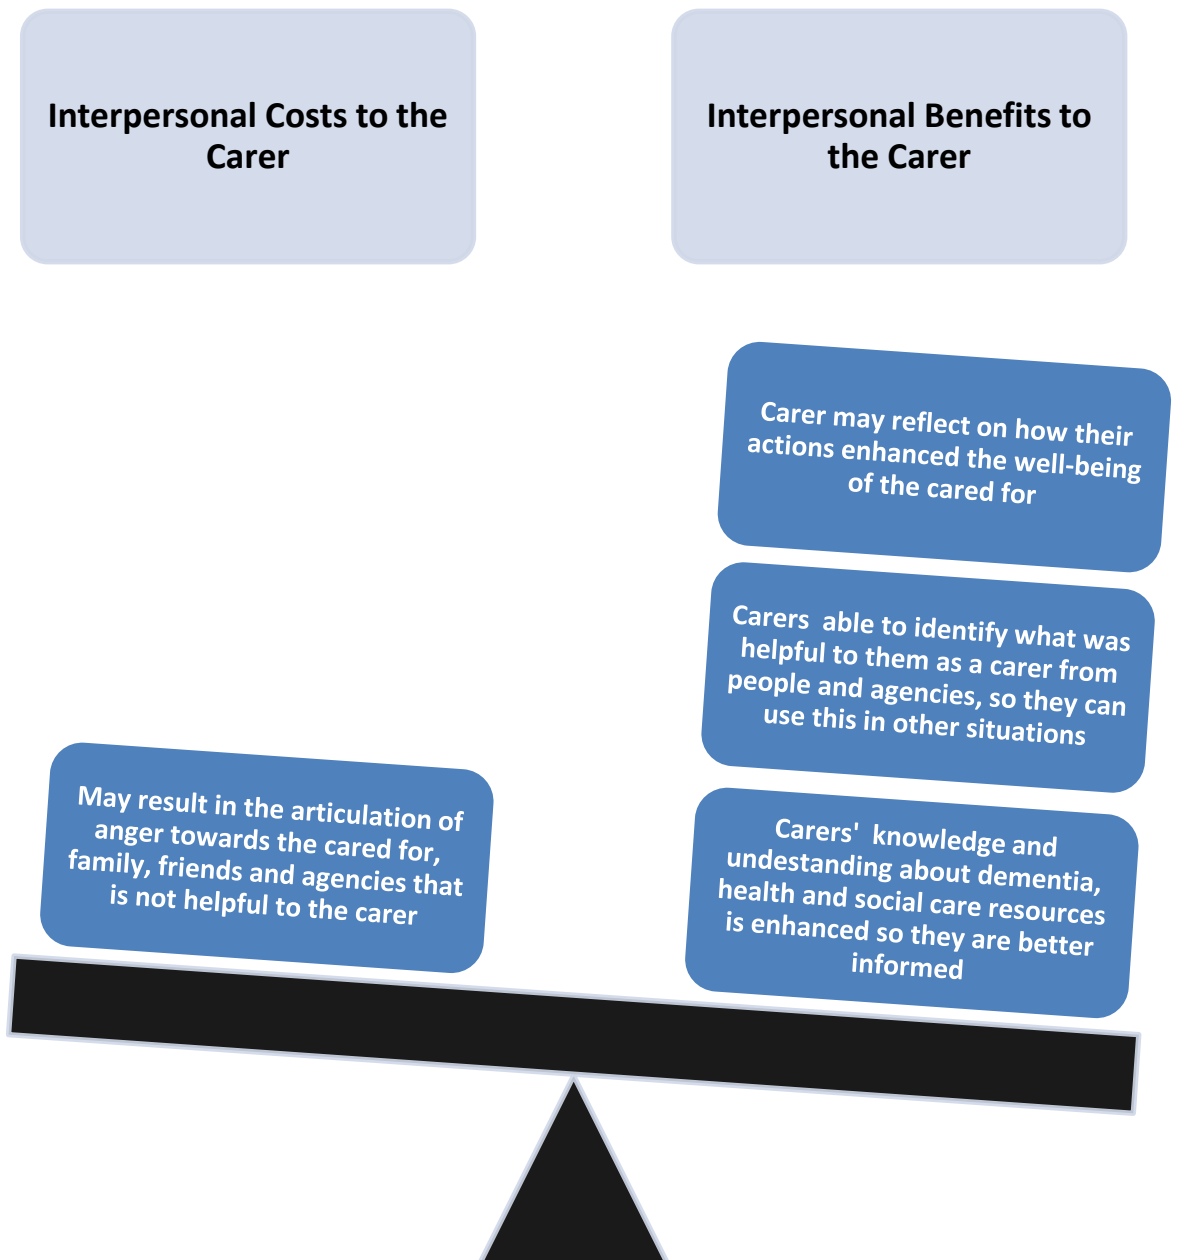 Interpersonal Costs to the
Carer
Interpersonal Benefits to
the Carer
Carer may reflect on how their
actions enhanced the well-being
of the cared for
Carers  able to identify what was
helpful to them as a carer from
people and agencies, so they can
use this in other situations
May result in the articulation of
anger towards the cared for,
family, friends and agencies that
is not helpful to the carer
Carers'  knowledge and
undestanding about dementia,
health and social care resources
is enhanced so they are better
informed